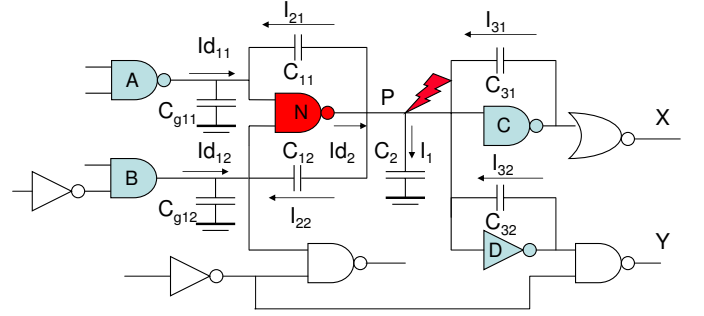 I21
I31
Id11
A
C11
C31
P
Cg11
N
C
X
Id12
C12
Id2
C2
I1
B
I32
Cg12
I22
C32
D
Y